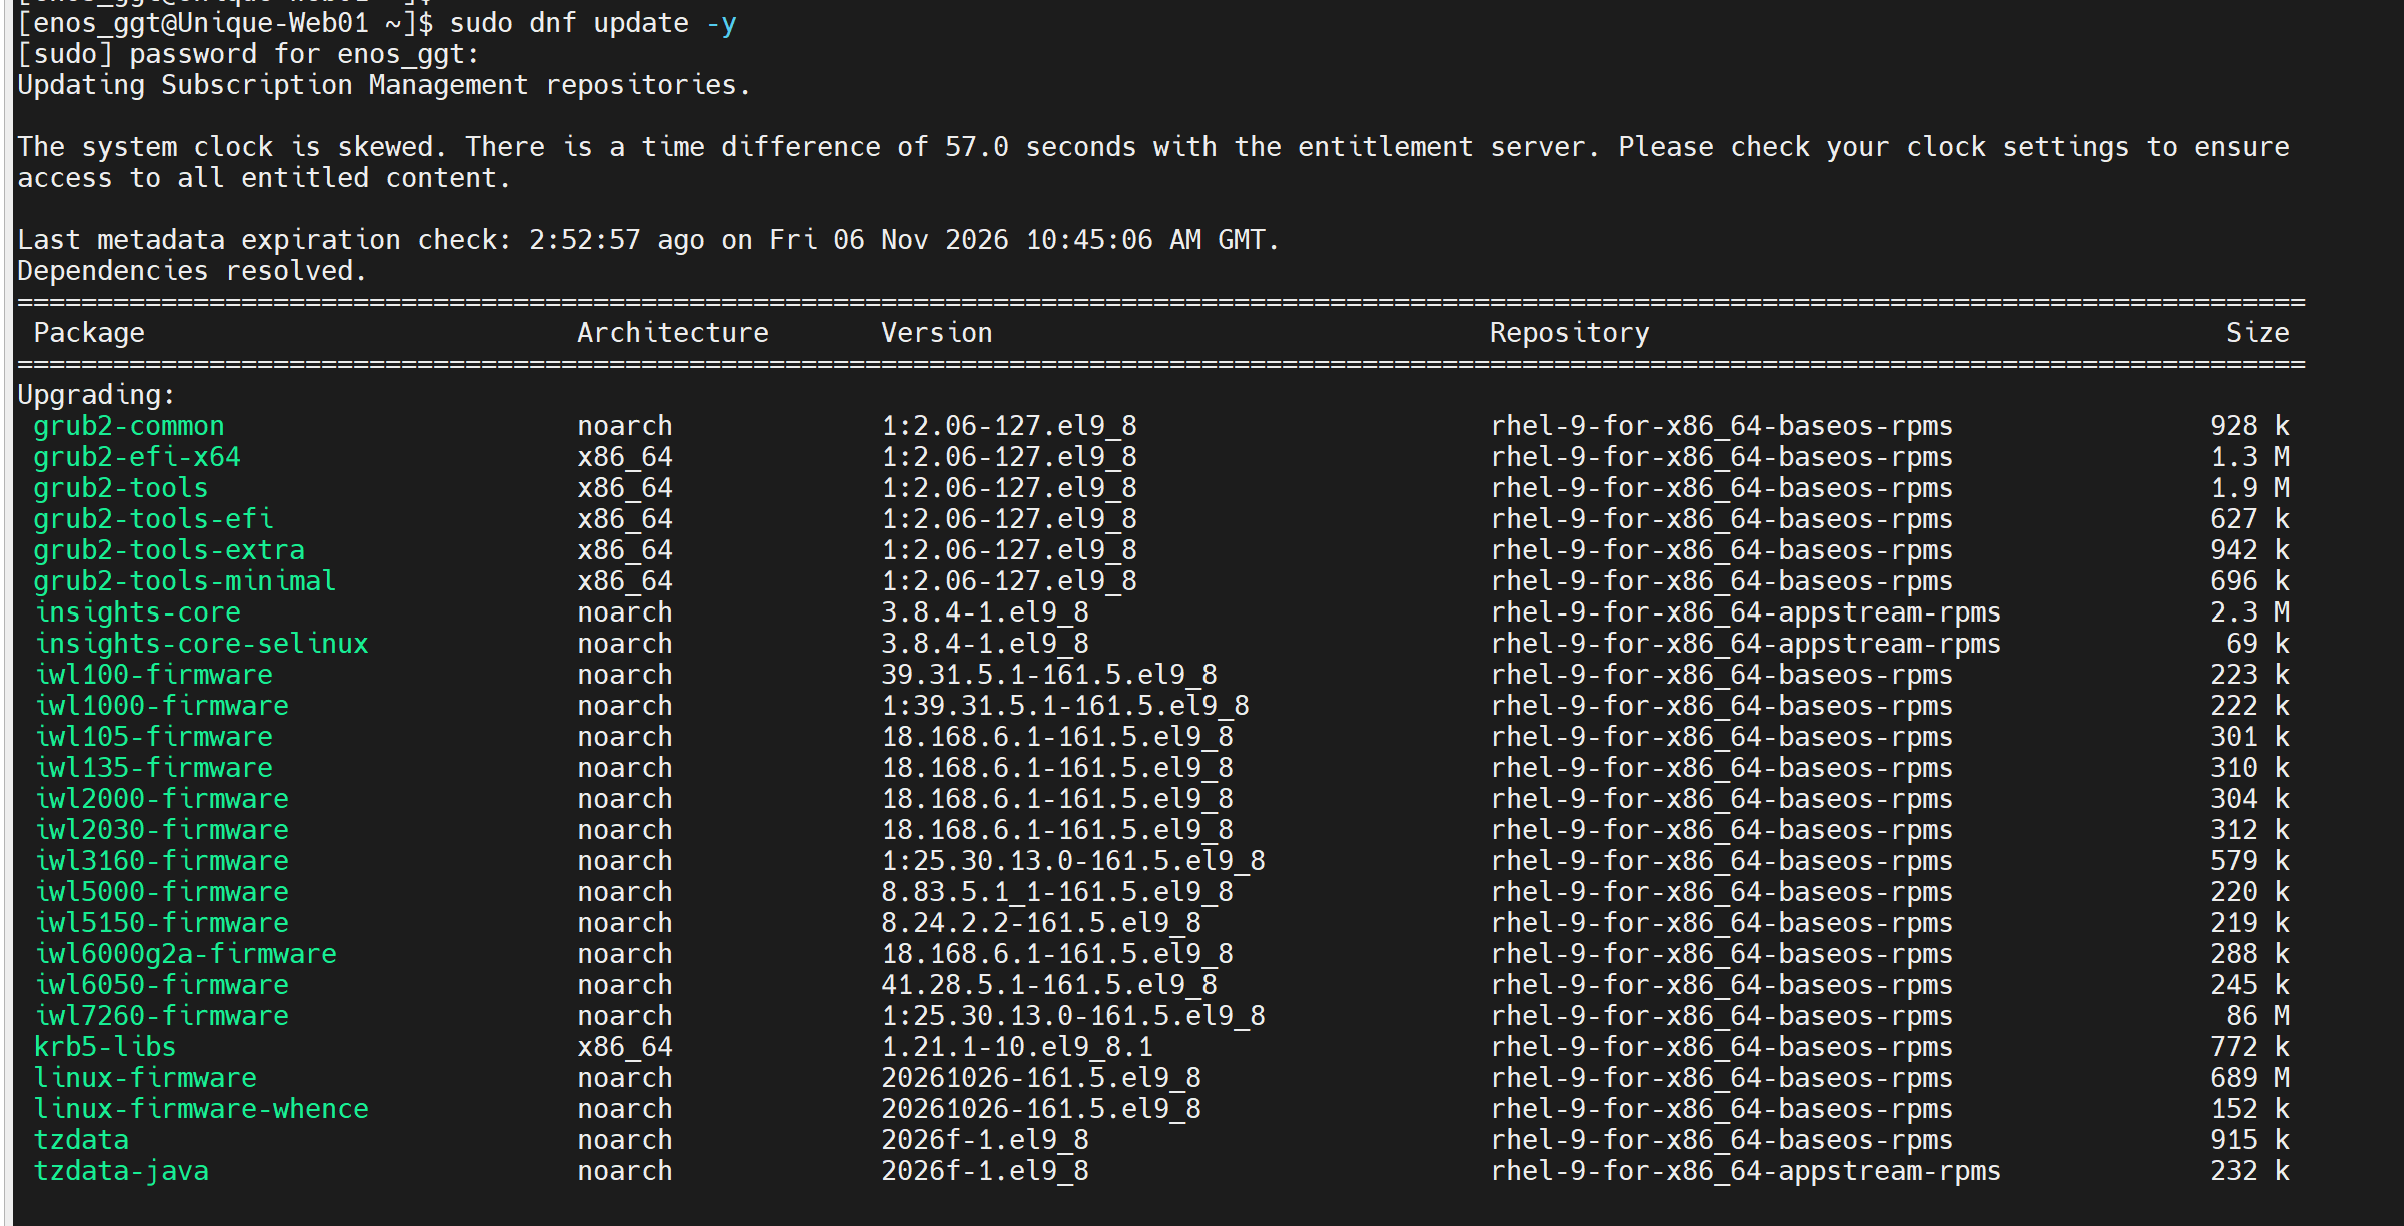 [enos_ggt@Unique-Web01 ~]$
[enos_ggt@Unique-Web01 ~]$ sudo dnf update -y
[sudo] password for enos_ggt:
Updating Subscription Management repositories.
The system clock is skewed. There is a time difference of 57.0 seconds with the entitlement server. Please check your clock settings to ensure
access to all entitled content.
Last metadata expiration check: 2:52:57 ago on Fri 06 Nov 2026 10:45:06 AM GMT.
Dependencies resolved.
================================================================================================================================================
Package Architecture Version Repository Size
================================================================================================================================================
Upgrading:
grub2-common noarch 1:2.06-127.el9_8 rhel-9-for-x86_64-baseos-rpms 928 k
grub2-efi-x64 x86_64 1:2.06-127.el9_8 rhel-9-for-x86_64-baseos-rpms 1.3 M
grub2-tools x86_64 1:2.06-127.el9_8 rhel-9-for-x86_64-baseos-rpms 1.9 M
grub2-tools-efi x86_64 1:2.06-127.el9_8 rhel-9-for-x86_64-baseos-rpms 627 k
grub2-tools-extra x86_64 1:2.06-127.el9_8 rhel-9-for-x86_64-baseos-rpms 942 k
grub2-tools-minimal x86_64 1:2.06-127.el9_8 rhel-9-for-x86_64-baseos-rpms 696 k
insights-core noarch 3.8.4-1.el9_8 rhel-9-for-x86_64-appstream-rpms 2.3 M
insights-core-selinux noarch 3.8.4-1.el9_8 rhel-9-for-x86_64-appstream-rpms 69 k
iwl100-firmware noarch 39.31.5.1-161.5.el9_8 rhel-9-for-x86_64-baseos-rpms 223 k
iwl1000-firmware noarch 1:39.31.5.1-161.5.el9_8 rhel-9-for-x86_64-baseos-rpms 222 k
iwl105-firmware noarch 18.168.6.1-161.5.el9_8 rhel-9-for-x86_64-baseos-rpms 301 k
iwl135-firmware noarch 18.168.6.1-161.5.el9_8 rhel-9-for-x86_64-baseos-rpms 310 k
iwl2000-firmware noarch 18.168.6.1-161.5.el9_8 rhel-9-for-x86_64-baseos-rpms 304 k
iwl2030-firmware noarch 18.168.6.1-161.5.el9_8 rhel-9-for-x86_64-baseos-rpms 312 k
iwl3160-firmware noarch 1:25.30.13.0-161.5.el9_8 rhel-9-for-x86_64-baseos-rpms 579 k
iwl5000-firmware noarch 8.83.5.1_1-161.5.el9_8 rhel-9-for-x86_64-baseos-rpms 220 k
iwl5150-firmware noarch 8.24.2.2-161.5.el9_8 rhel-9-for-x86_64-baseos-rpms 219 k
iwl6000g2a-firmware noarch 18.168.6.1-161.5.el9_8 rhel-9-for-x86_64-baseos-rpms 288 k
iwl6050-firmware noarch 41.28.5.1-161.5.el9_8 rhel-9-for-x86_64-baseos-rpms 245 k
iwl7260-firmware noarch 1:25.30.13.0-161.5.el9_8 rhel-9-for-x86_64-baseos-rpms 86 M
krb5-libs x86_64 1.21.1-10.el9_8.1 rhel-9-for-x86_64-baseos-rpms 772 k
linux-firmware noarch 20261026-161.5.el9_8 rhel-9-for-x86_64-baseos-rpms 689 M
linux-firmware-whence noarch 20261026-161.5.el9_8 rhel-9-for-x86_64-baseos-rpms 152 k
tzdata noarch 2026f-1.el9_8 rhel-9-for-x86_64-baseos-rpms 915 k
tzdata-java noarch 2026f-1.el9_8 rhel-9-for-x86_64-appstream-rpms 232 k